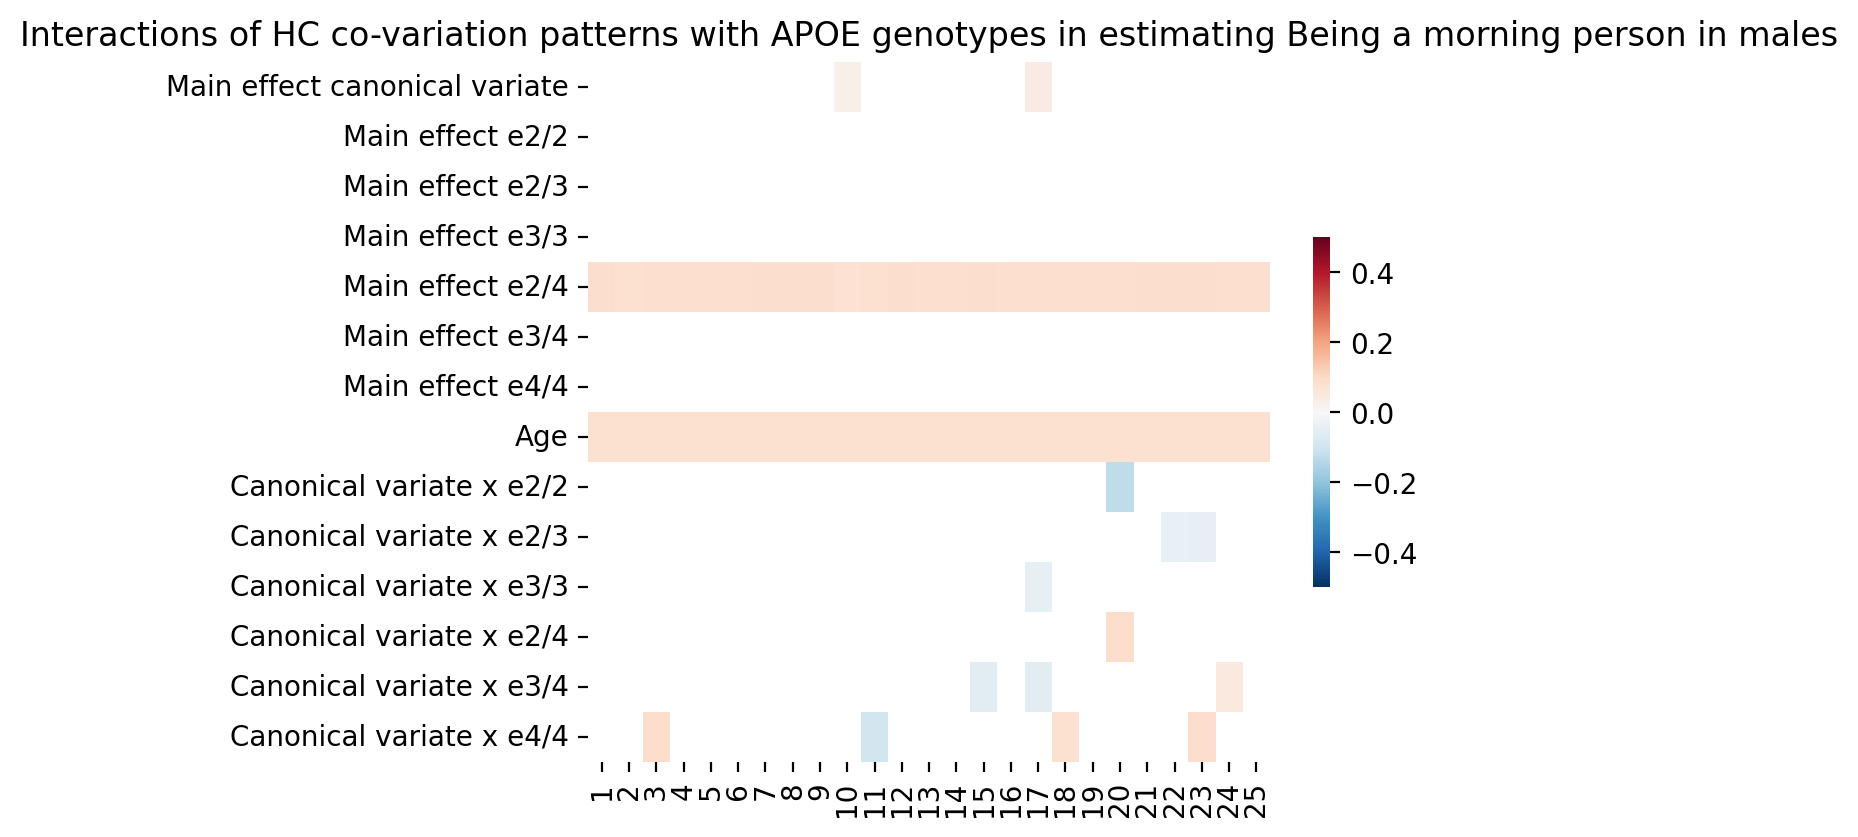 Interactions of HC co-variation patterns with APOE genotypes in estimating Being a morning person in males
Main effect canonical variate
Main effect e2/2
Main effect e2/3
Main effect e3/3
Main effect e2/4
Main effect e3/4
Main effect e4/4
Age
Canonical variate x e2/2
Canonical variate x e2/3
Canonical variate x e3/3
Canonical variate x e2/4
Canonical variate x e3/4
Canonical variate x e4/4
1 2 3 4 5 6 7 8 9 10 11 12 13 14 15 16 17 18 19 20 21 22 23 24 25
0.4
0.2
0.0
−0.2
−0.4